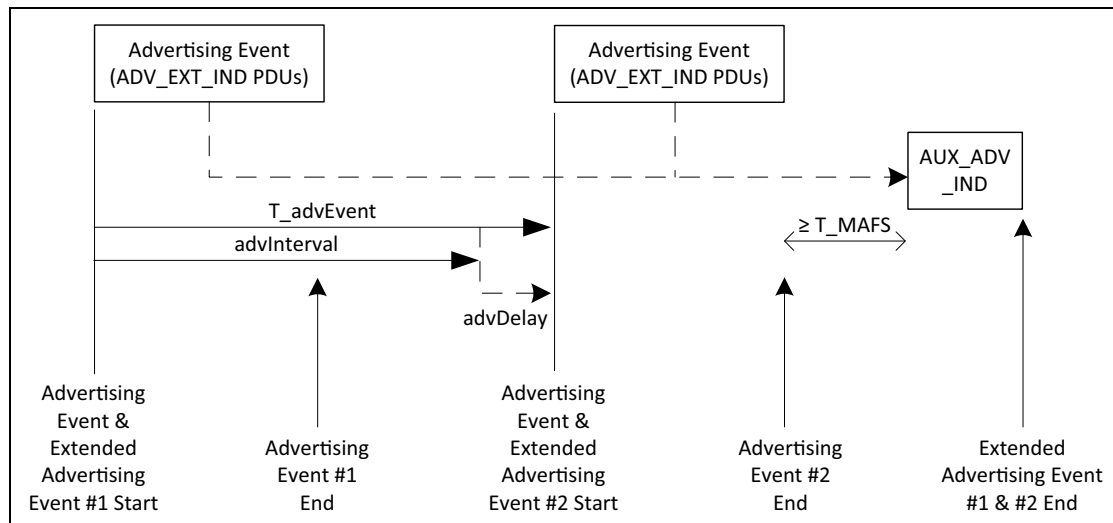 Advertising Event
(ADV_EXT_IND PDUs)
Advertising Event
(ADV_EXT_IND PDUs)
AUX_ADV
_IND
T_advEvent
≥ T_MAFS
advInterval
advDelay
Advertising
Event &
Extended
Advertising
Event #1 Start
Advertising
Event #1
End
Advertising
Event &
Extended
Advertising
Event #2 Start
Advertising
Event #2
End
Extended
Advertising Event
#1 & #2 End